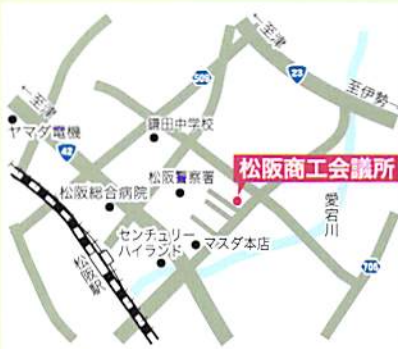 ←至津
23
至伊勢→
508
←至津
ヤマダ電機
42
鎌田中学校
松阪警察署
松阪商工会議所
松阪総合病院
愛宕川
センチュリー
ハイランド
マスダ本店
松阪駅
706